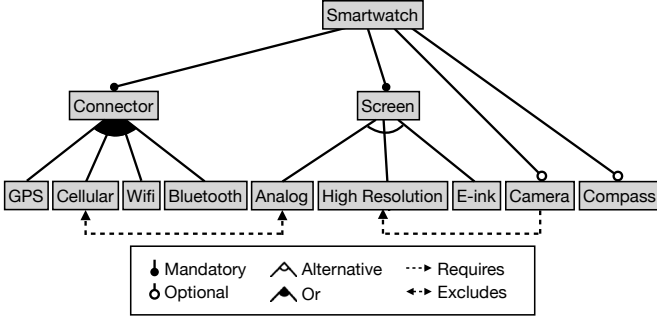 Smartwatch
Connector Screen
GPS Cellular Wifi Bluetooth Analog High Resolution E-ink Camera Compass
Mandatory Alternative Requires
Optional Or Excludes